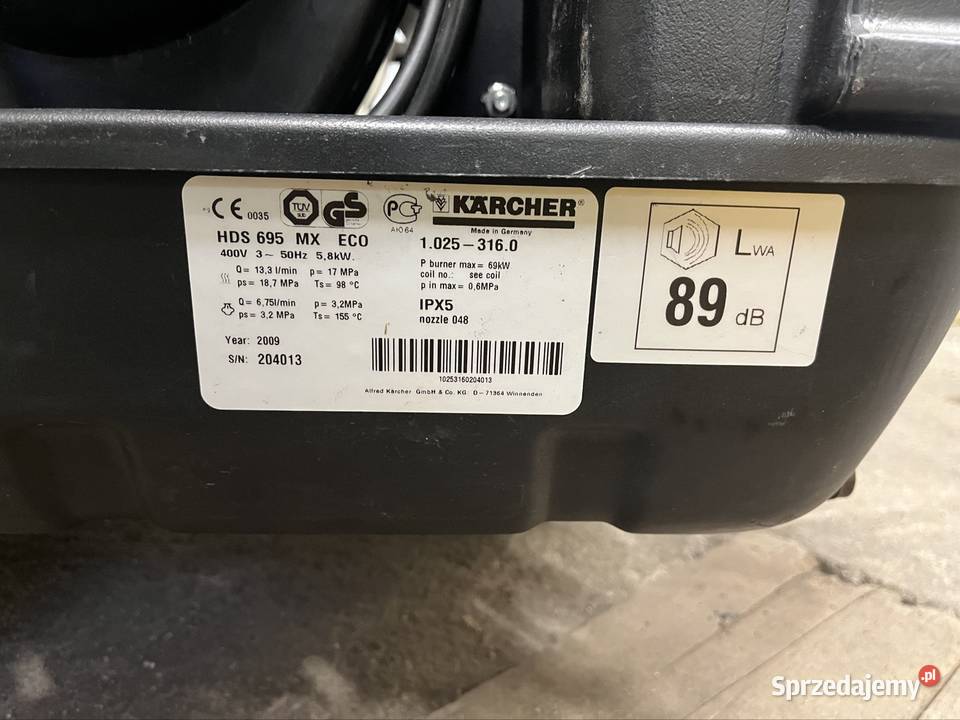 CE 0035 TÜV SÜD GS PG KÄRCHER®
Made in Germany
HDS 695 MX ECO 1.025-316.0
400V 3~ 50Hz 5,8kW.
Q = 13,3 l/min p = 17 MPa
ps = 18,7 MPa Ts = 98 °C
Q = 6,75l/min p = 3,2MPa
ps = 3,2 MPa Ts = 155 °C
Year: 2009
S/N: 204013
P burner max = 69kW
coil no.: see coil
p in max = 0,6MPa
IPX5
nozzle 048
10253160204013
Alfred Kärcher GmbH & Co. KG D-71364 Winnenden
LWA
89 dB
Sprzedajemy.pl